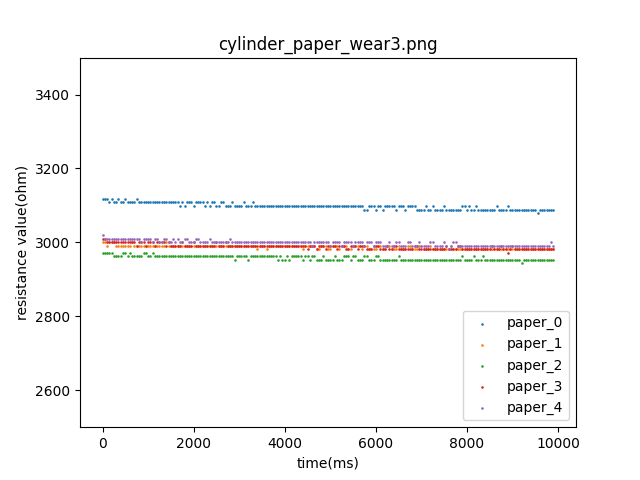 cylinder_paper_wear3.png
resistance value(ohm)
3400
3200
3000
2800
2600
0
2000
4000
6000
8000
10000
time(ms)
paper_0
paper_1
paper_2
paper_3
paper_4